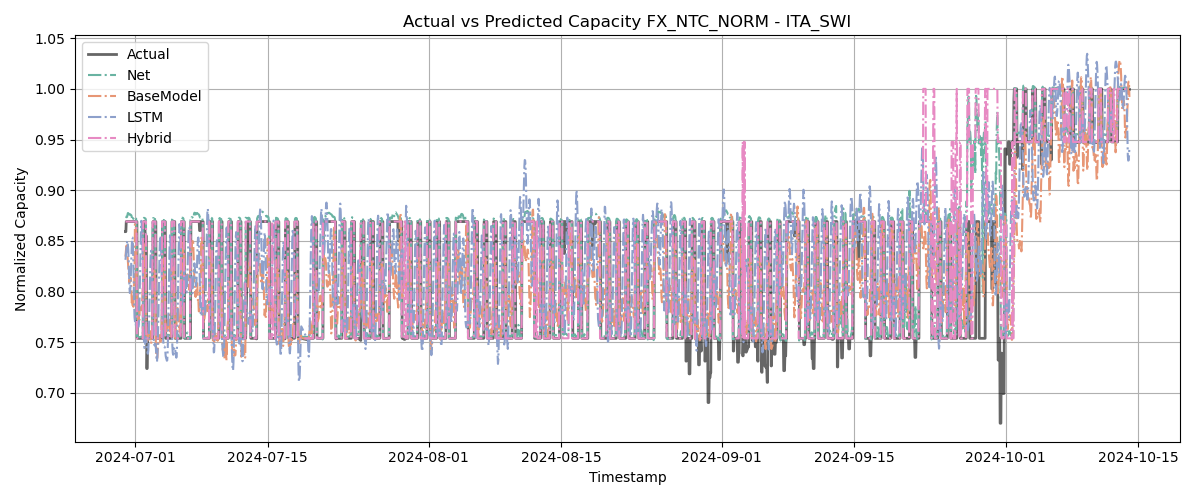 Actual vs Predicted Capacity FX_NTC_NORM - ITA_SWI
Normalized Capacity
1.05
1.00
0.95
0.90
0.85
0.80
0.75
0.70
Actual
Net
BaseModel
LSTM
Hybrid
2024-07-01
2024-07-15
2024-08-01
2024-08-15
2024-09-01
2024-09-15
2024-10-01
2024-10-15
Timestamp